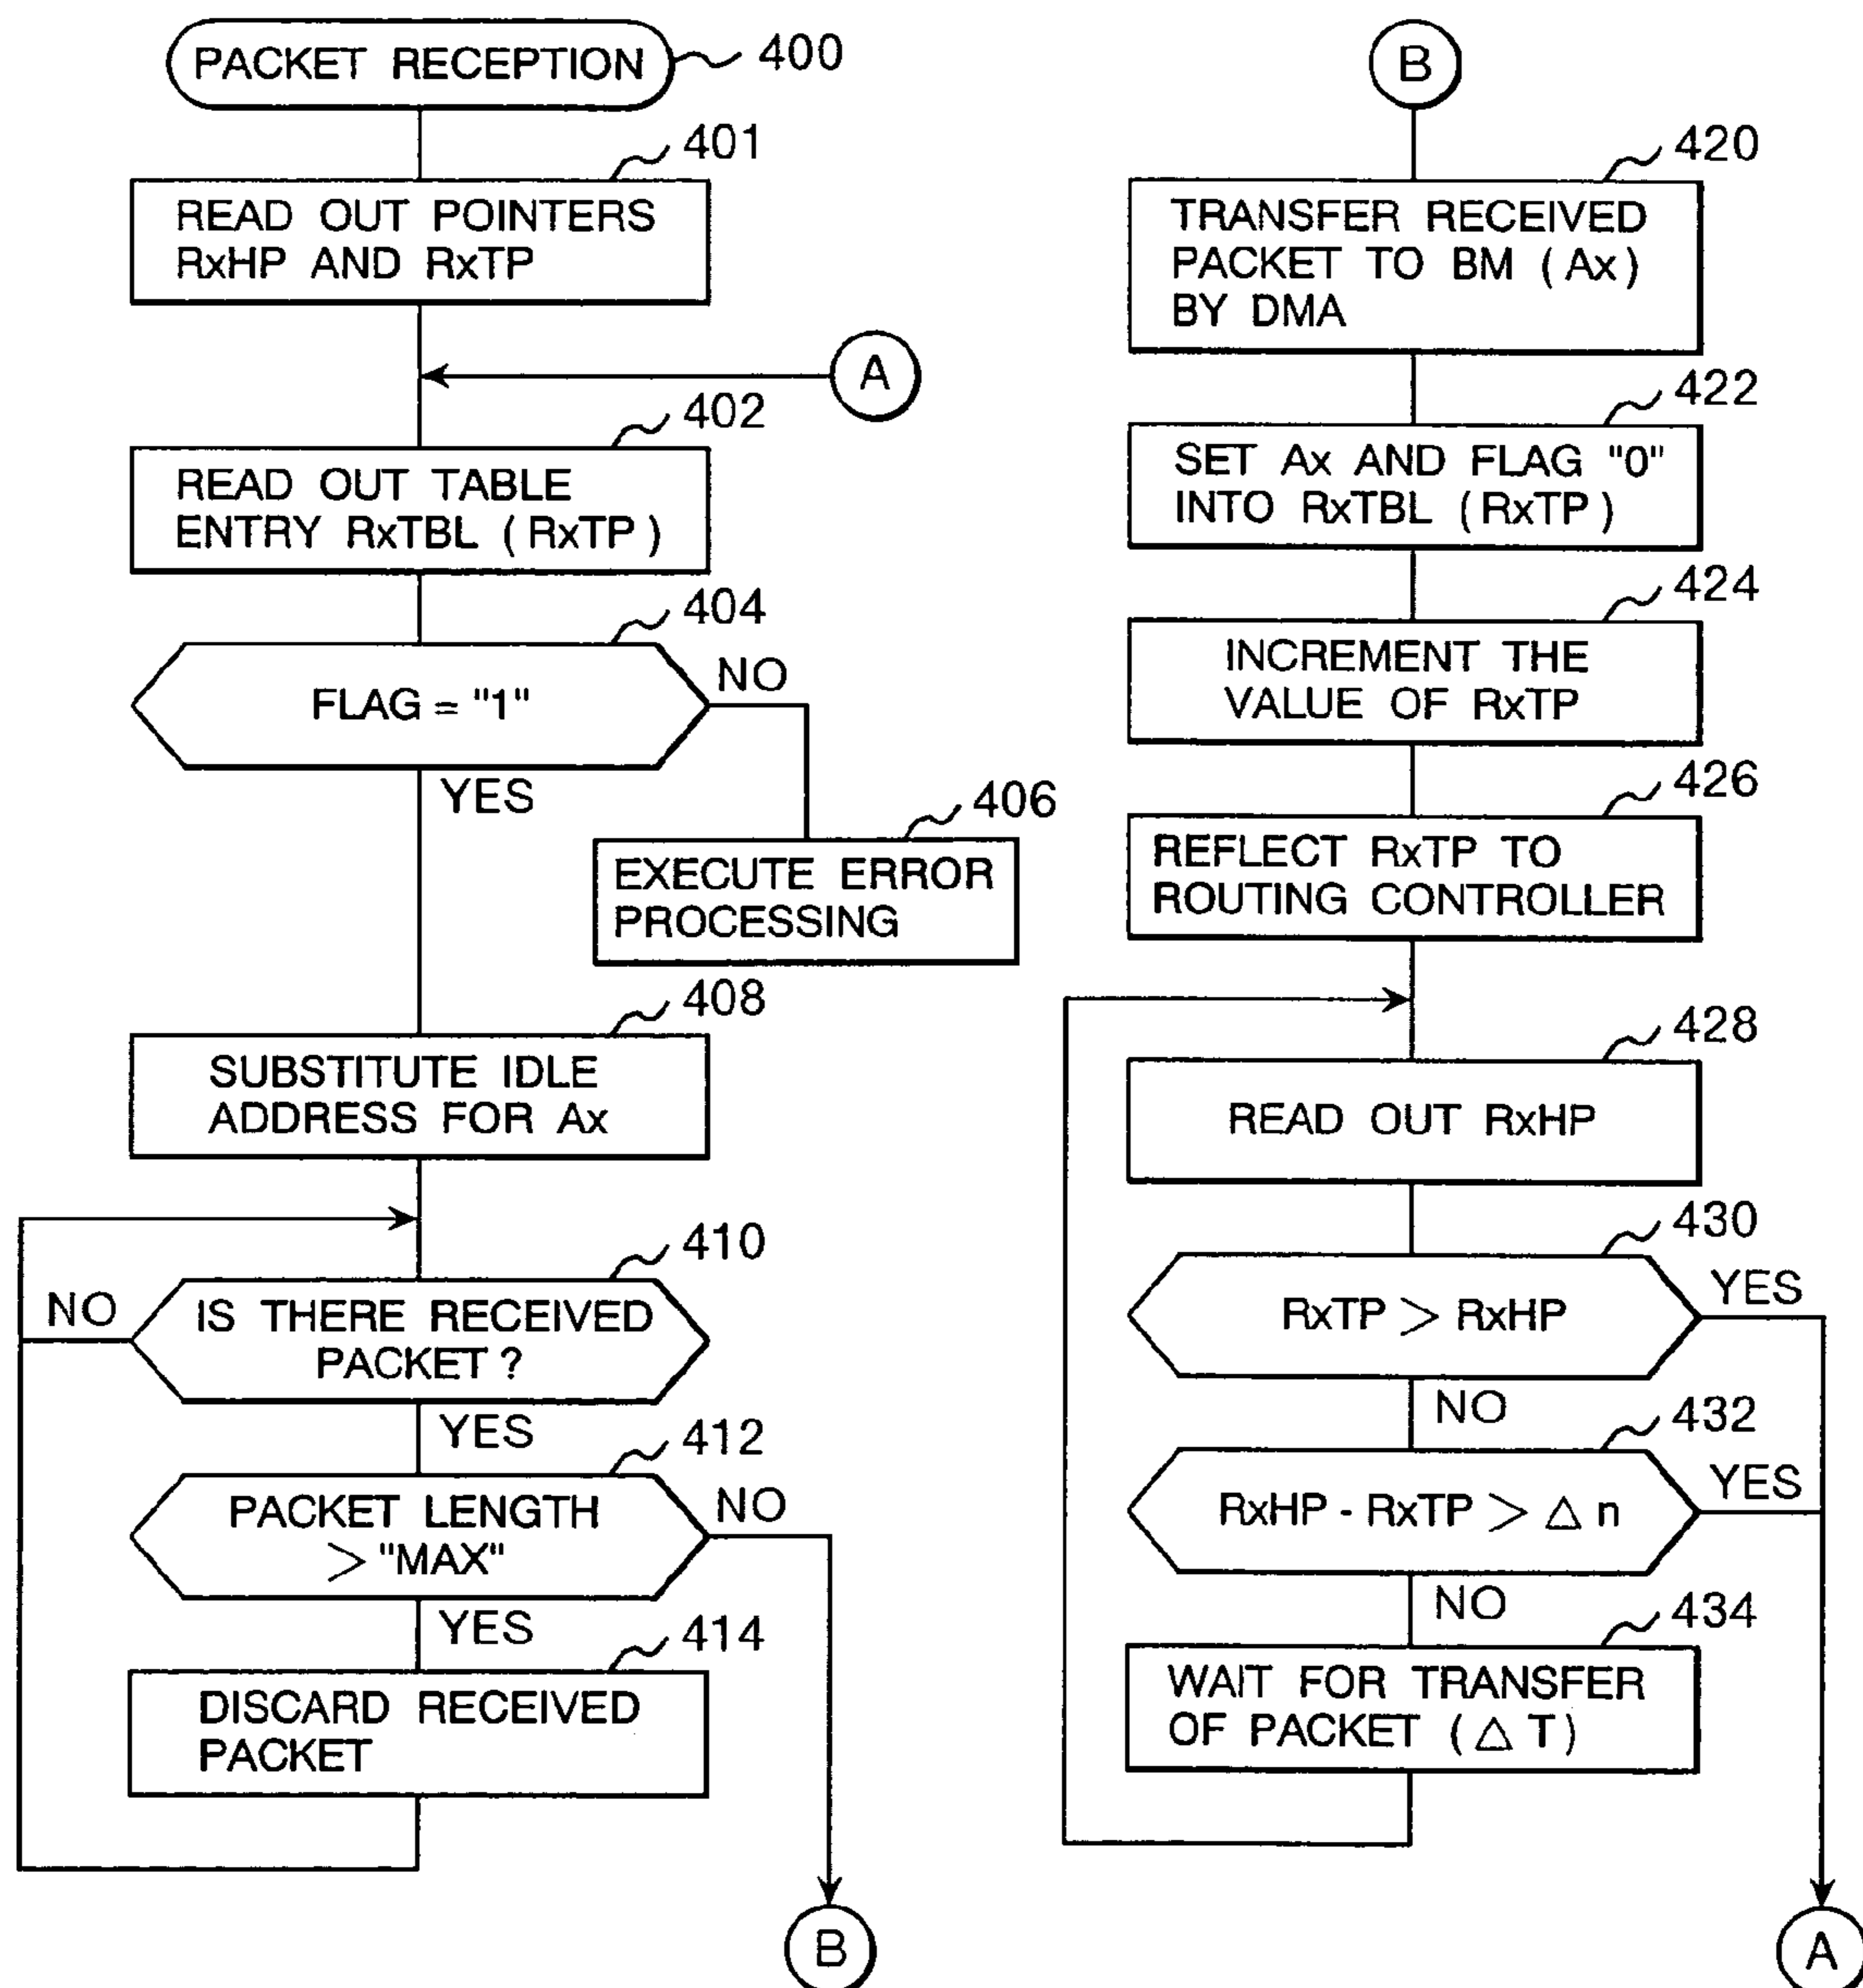 PACKET RECEPTION
400
401
READ OUT POINTERS
RxHP AND RxTP
A
402
READ OUT TABLE
ENTRY RxTBL (RxTP)
404
FLAG = "1"
NO
YES
406
EXECUTE ERROR
PROCESSING
408
SUBSTITUTE IDLE
ADDRESS FOR Ax
410
NO
IS THERE RECEIVED
PACKET ?
YES
412
PACKET LENGTH
> "MAX"
NO
YES
414
DISCARD RECEIVED
PACKET
B
B
420
TRANSFER RECEIVED
PACKET TO BM (Ax)
BY DMA
422
SET Ax AND FLAG "0"
INTO RxTBL (RxTP)
424
INCREMENT THE
VALUE OF RxTP
426
REFLECT RxTP TO
ROUTING CONTROLLER
428
READ OUT RxHP
430
RxTP > RxHP
YES
NO
432
RxHP - RxTP > △ n
YES
NO
434
WAIT FOR TRANSFER
OF PACKET (△ T)
A